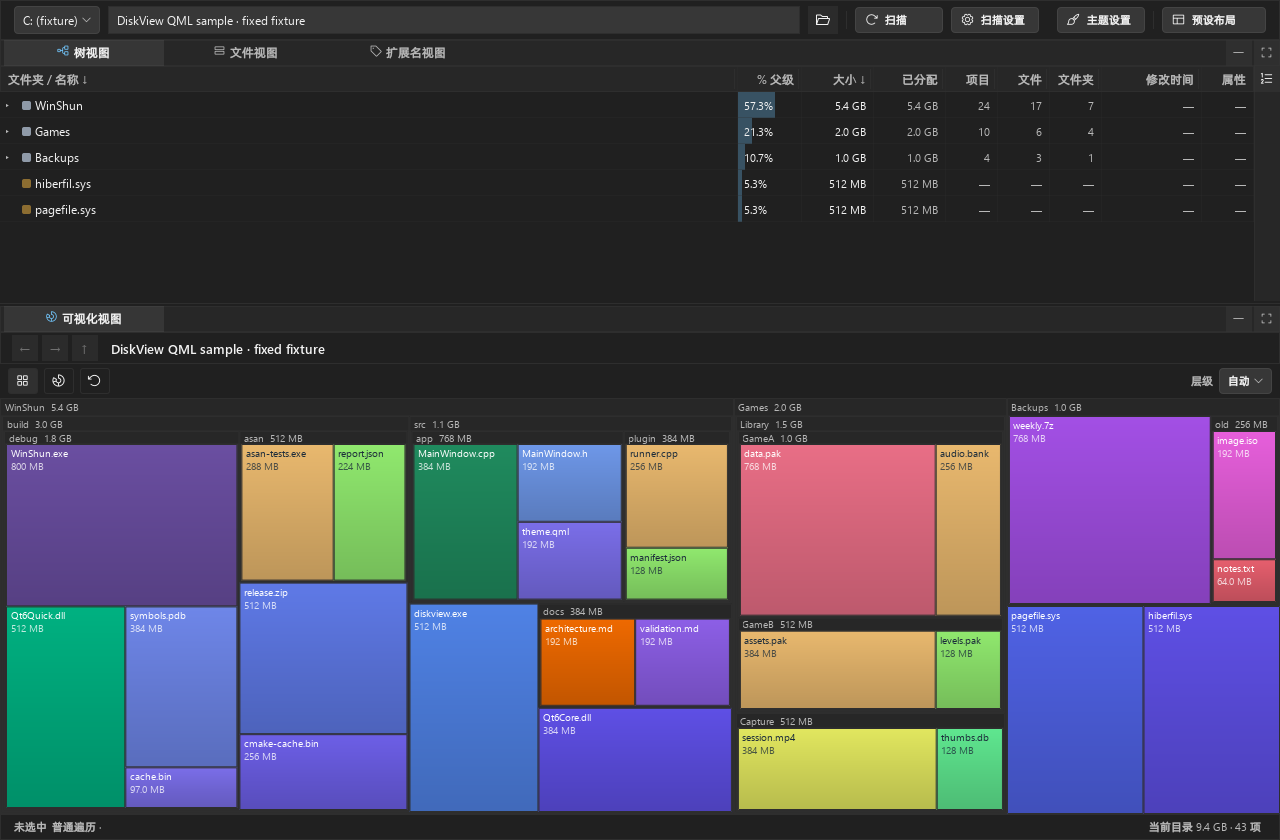 C: (fixture) DiskView QML sample · fixed fixture 扫描 扫描设置 主题设置 预设布局
树视图 文件视图 扩展名视图
文件夹 / 名称 ↓ % 父级 大小 ↓ 已分配 项目 文件 文件夹 修改时间 属性
WinShun 57.3% 5.4 GB 5.4 GB 24 17 7 — —
Games 21.3% 2.0 GB 2.0 GB 10 6 4 — —
Backups 10.7% 1.0 GB 1.0 GB 4 3 1 — —
hiberfil.sys 5.3% 512 MB 512 MB — — — — —
pagefile.sys 5.3% 512 MB 512 MB — — — — —
可视化视图
← → ↑ DiskView QML sample · fixed fixture
层级 自动
WinShun 5.4 GB
build 3.0 GB
debug 1.8 GB
WinShun.exe
800 MB
Qt6Quick.dll
512 MB
symbols.pdb
384 MB
cache.bin
97.0 MB
asan 512 MB
asan-tests.exe
288 MB
report.json
224 MB
release.zip
512 MB
cmake-cache.bin
256 MB
src 1.1 GB
app 768 MB
MainWindow.cpp
384 MB
MainWindow.h
192 MB
theme.qml
192 MB
plugin 384 MB
runner.cpp
256 MB
manifest.json
128 MB
diskview.exe
512 MB
docs 384 MB
architecture.md
192 MB
validation.md
192 MB
Qt6Core.dll
384 MB
Games 2.0 GB
Library 1.5 GB
GameA 1.0 GB
data.pak
768 MB
audio.bank
256 MB
GameB 512 MB
assets.pak
384 MB
levels.pak
128 MB
Capture 512 MB
session.mp4
384 MB
thumbs.db
128 MB
Backups 1.0 GB
weekly.7z
768 MB
old 256 MB
image.iso
192 MB
notes.txt
64.0 MB
pagefile.sys
512 MB
hiberfil.sys
512 MB
未选中 普通遍历 · 当前目录 9.4 GB · 43 项